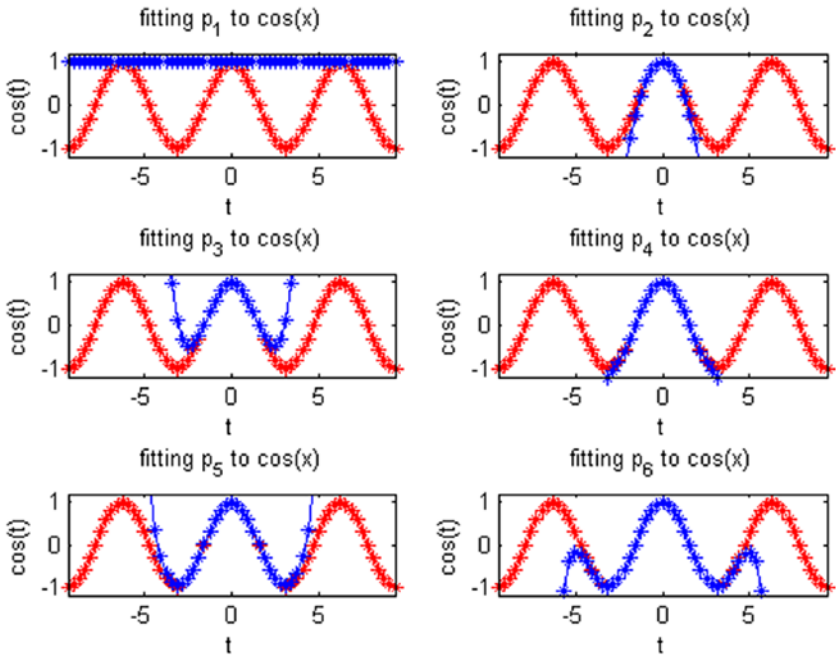 fitting p1 to cos(x)
fitting p2 to cos(x)
1
0
-1
cos(t)
-5 0 5
t
1
0
-1
cos(t)
-5 0 5
t
fitting p3 to cos(x)
fitting p4 to cos(x)
1
0
-1
cos(t)
-5 0 5
t
1
0
-1
cos(t)
-5 0 5
t
fitting p5 to cos(x)
fitting p6 to cos(x)
1
0
-1
cos(t)
-5 0 5
t
1
0
-1
cos(t)
-5 0 5
t